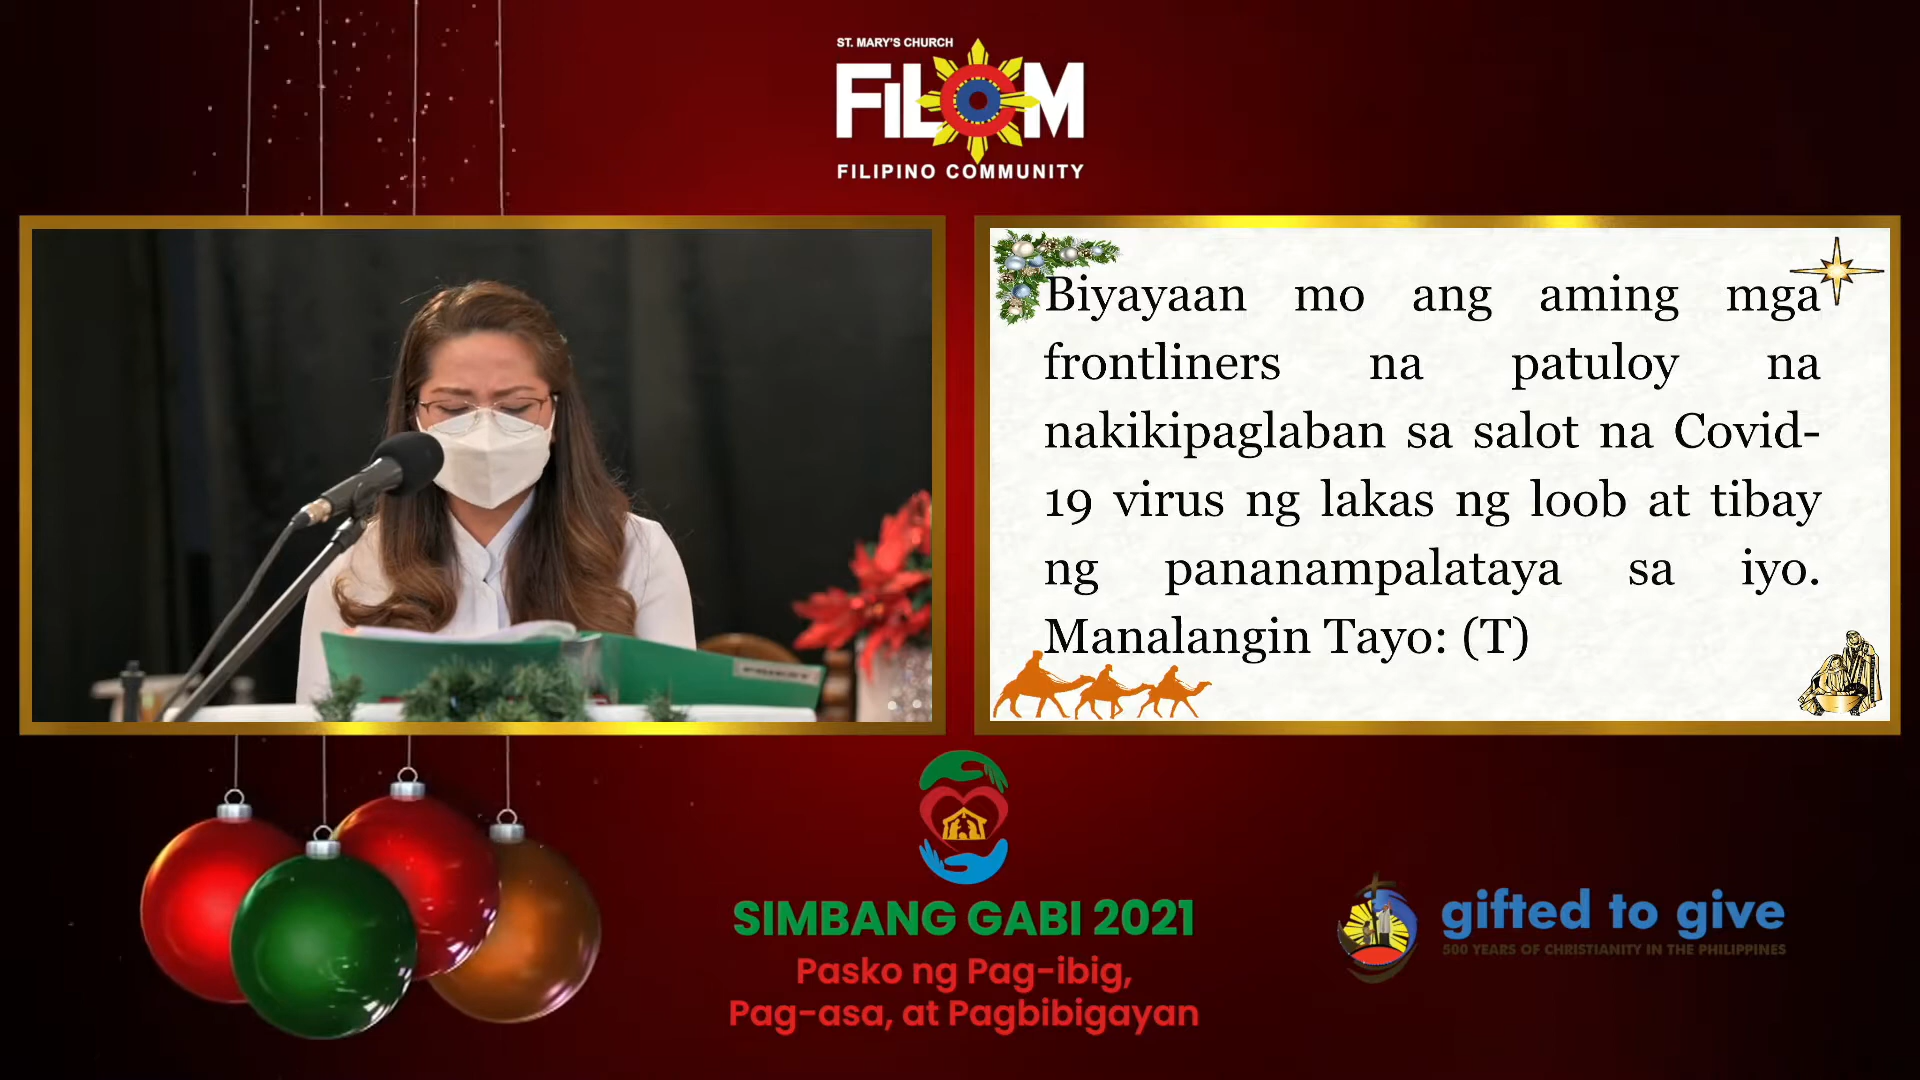 ST. MARY'S CHURCH
FiLCM
FILIPINO COMMUNITY
Biyayaan mo ang aming mga
frontliners na patuloy na
nakikipaglaban sa salot na Covid-
19 virus ng lakas ng loob at tibay
ng pananampalataya sa iyo.
Manalangin Tayo: (T)
PRIEST
SIMBANG GABI 2021
Pasko ng Pag-ibig,
Pag-asa, at Pagbibigayan
gifted to give
500 YEARS OF CHRISTIANITY IN THE PHILIPPINES